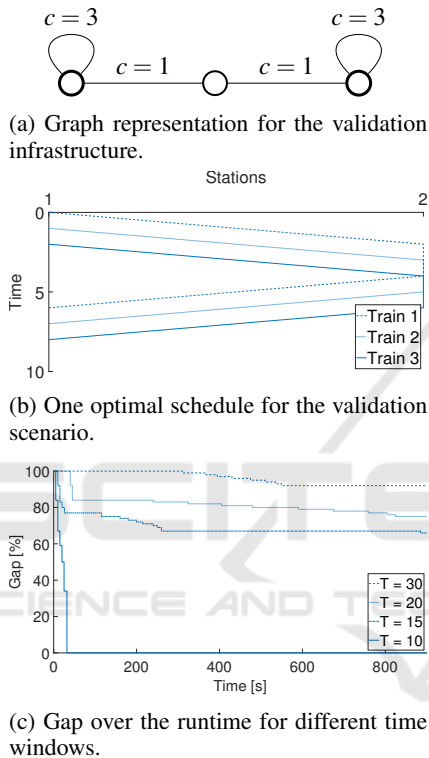 c = 3
c = 3
c = 1
c = 1
(a) Graph representation for the validation
infrastructure.
Stations
1
2
0
5
10
Time
Train 1
Train 2
Train 3
(b) One optimal schedule for the validation
scenario.
100
80
60
40
20
0
Gap [%]
T = 30
T = 20
T = 15
T = 10
0
200
400
600
800
Time [s]
(c) Gap over the runtime for different time
windows.